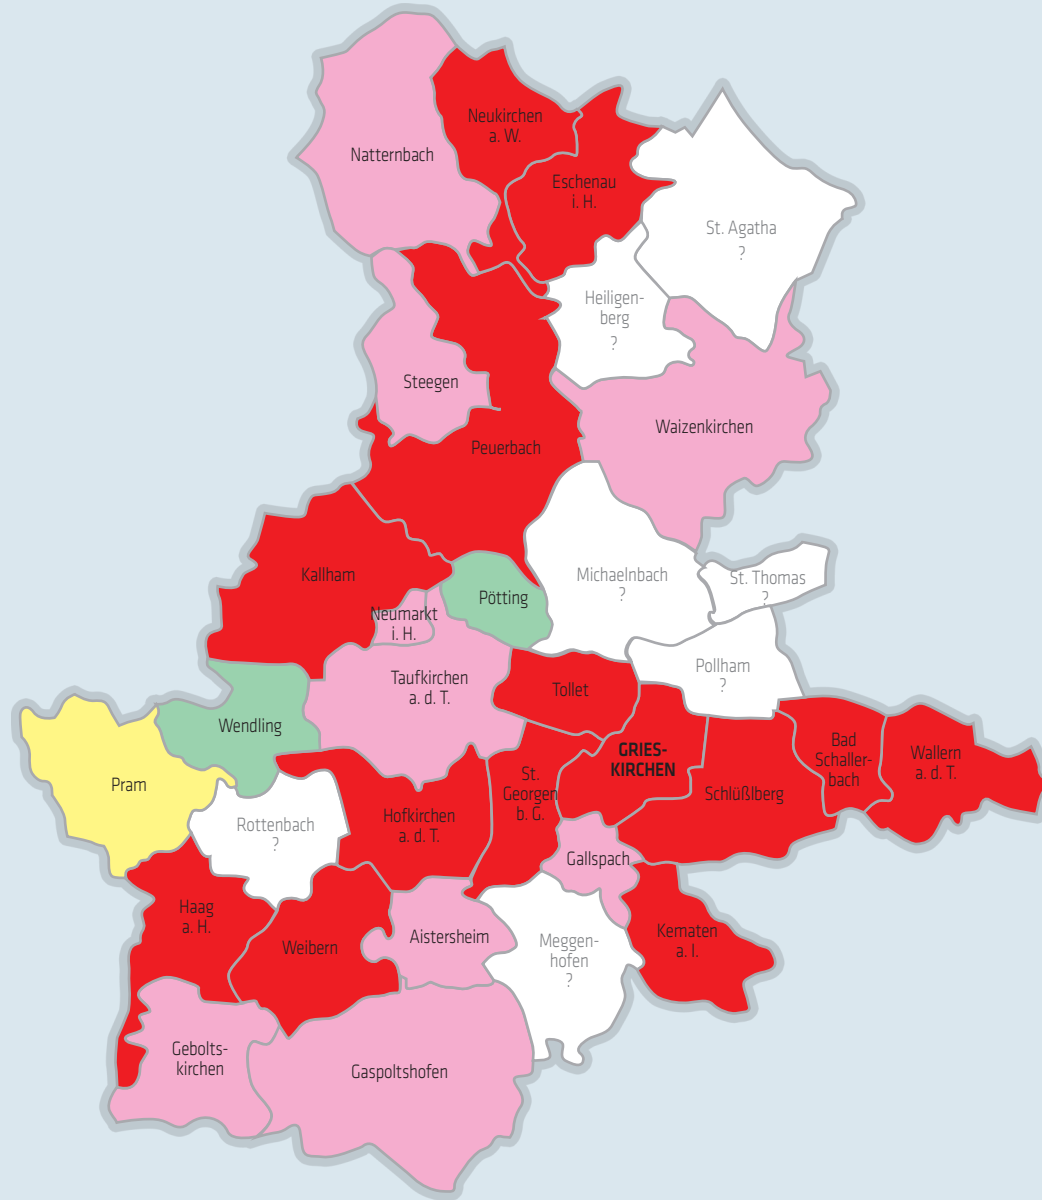 Neukirchen
a. W.
Natternbach
Eschenau
i. H.
St. Agatha
?
Heiligen-
berg
?
Steegen
Waizenkirchen
Peuerbach
Kallham
Michaelnbach
?
St. Thomas
?
Pötting
Neumarkt
i. H.
Taufkirchen
a. d. T.
Pollham
?
Tollet
Wendling
GRIES-
KIRCHEN
Bad
Schaller-
bach
Wallern
a. d. T.
Pram
St.
Georgen
b. G.
Schlüßlberg
Rottenbach
?
Hofkirchen
a. d. T.
Gallspach
Haag
a. H.
Weibern
Aistersheim
Meggen-
hofen
?
Kematen
a. I.
Gebolts-
kirchen
Gaspoltshofen